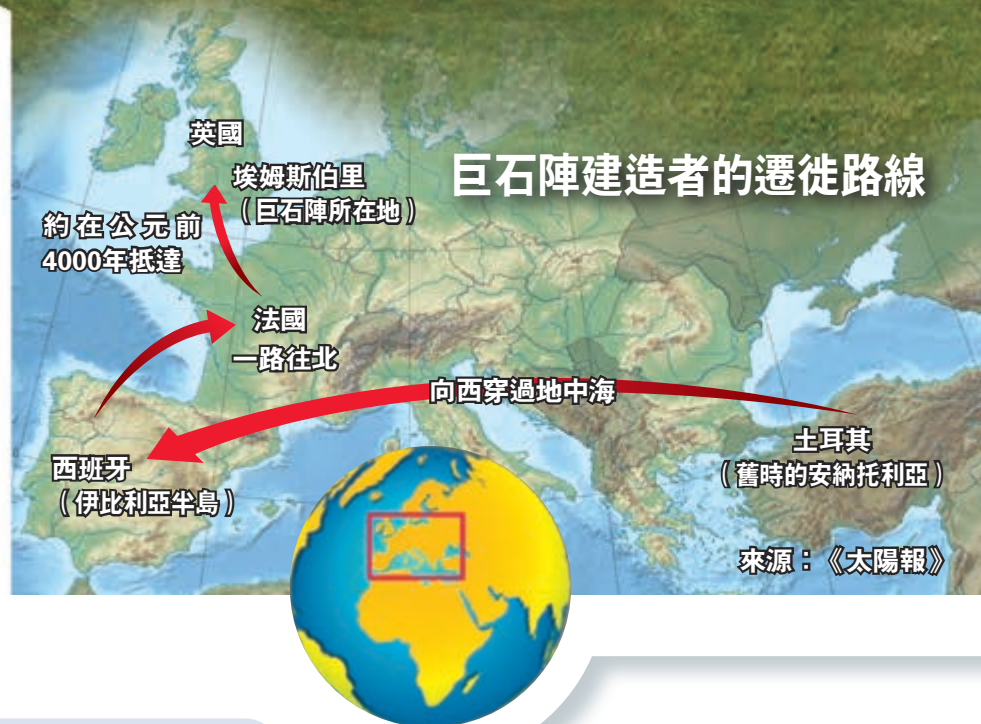 巨石陣建造者的遷徙路線
英國
埃姆斯伯里
（巨石陣所在地）
約在公元前
4000年抵達
法國
一路往北
向西穿過地中海
西班牙
（伊比利亞半島）
土耳其
（舊時的安納托利亞）
來源：《太陽報》